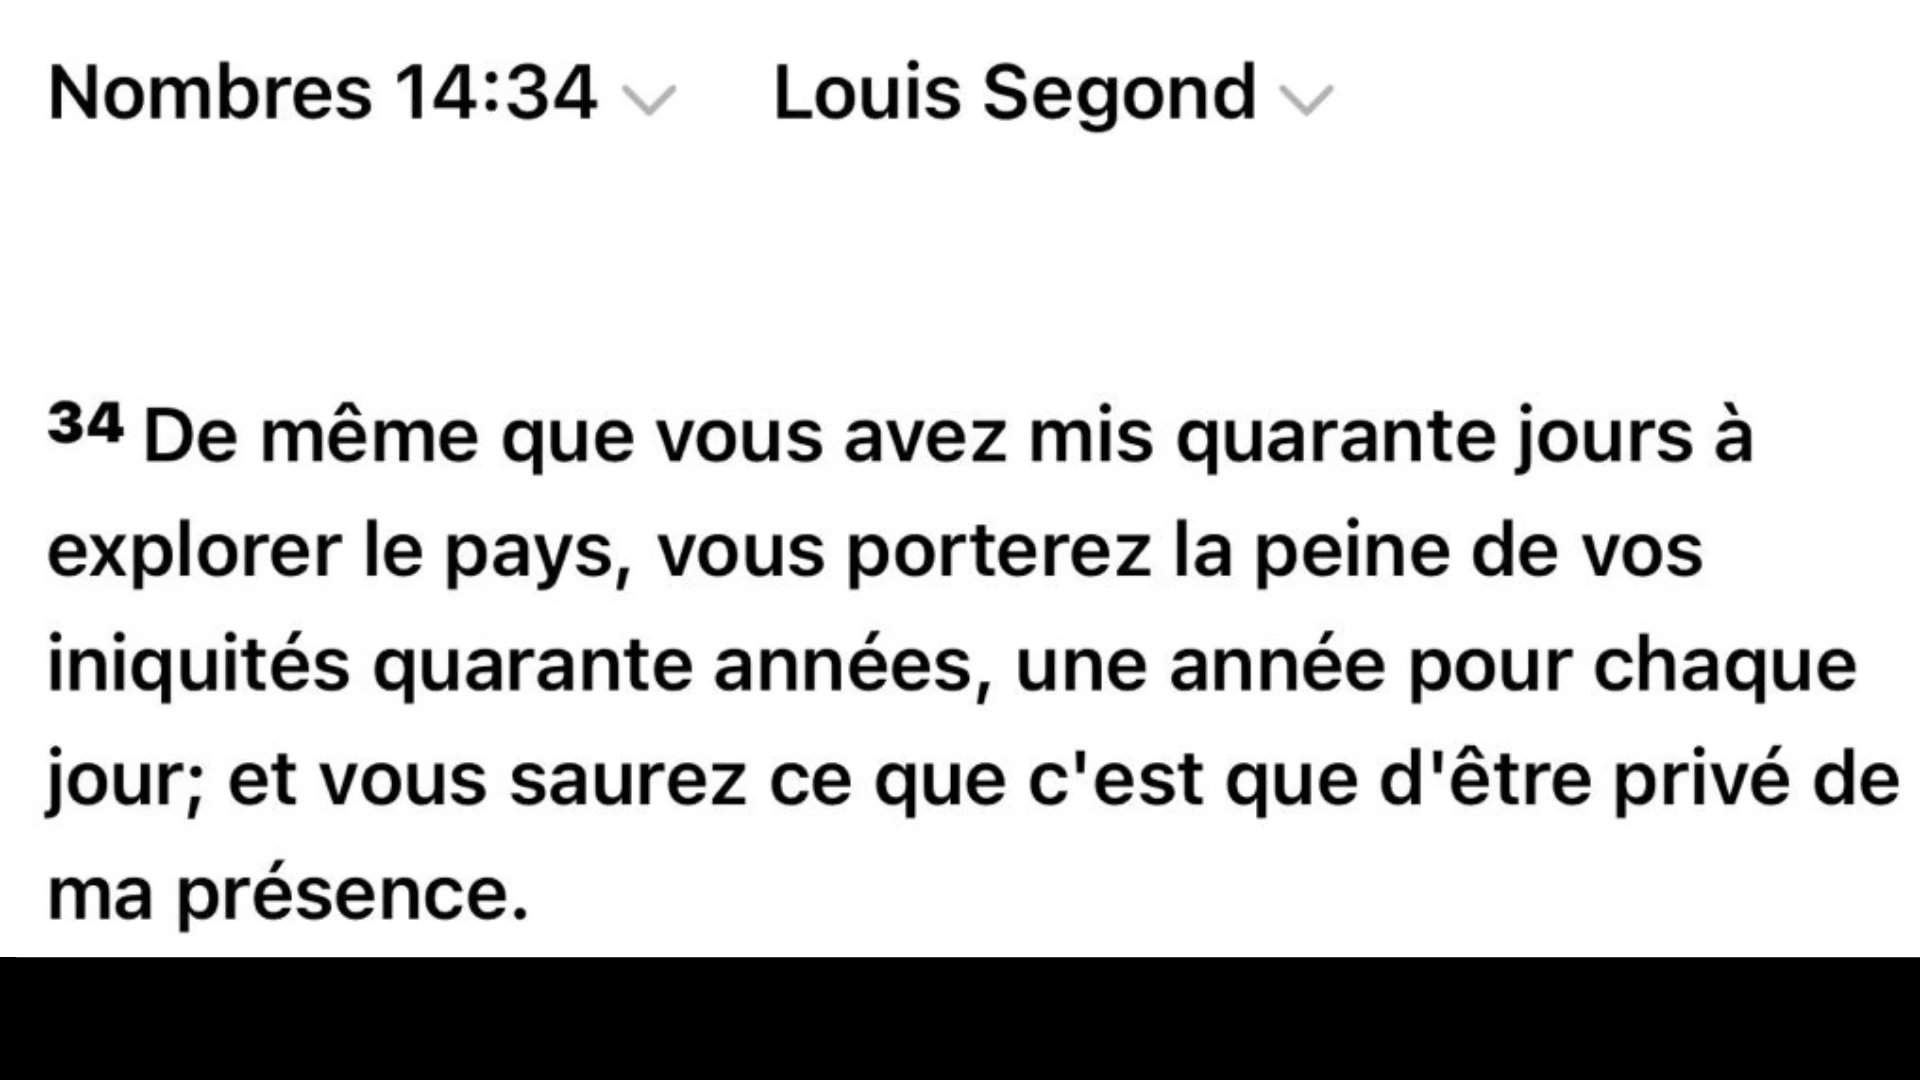 Nombres 14:34 Louis Segond
34 De même que vous avez mis quarante jours à
explorer le pays, vous porterez la peine de vos
iniquités quarante années, une année pour chaque
jour; et vous saurez ce que c'est que d'être privé de
ma présence.